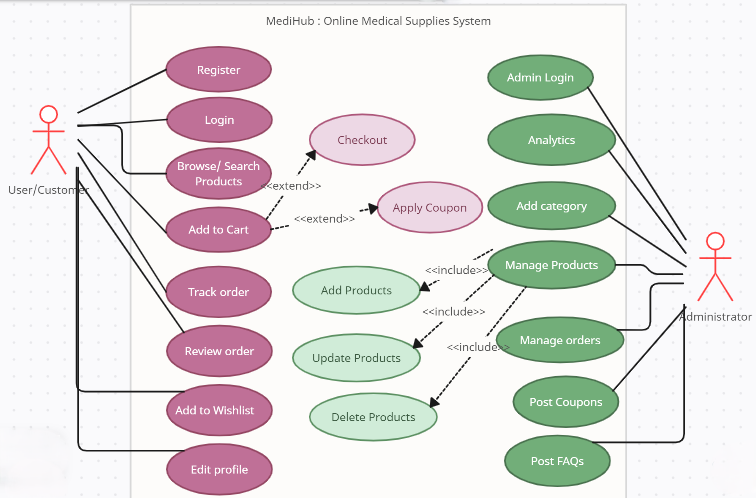 MediHub : Online Medical Supplies System
Register
Admin Login
Login
Checkout
Analytics
Browse/ Search
Products
User/Customer
<<extend>>
Apply Coupon
Add category
<<extend>>
Add to Cart
<<include>>
Manage Products
Track order
Add Products
<<include>>
Administrator
Manage orders
<<include>>
Review order
Update Products
Add to Wishlist
Delete Products
Post Coupons
Edit profile
Post FAQs